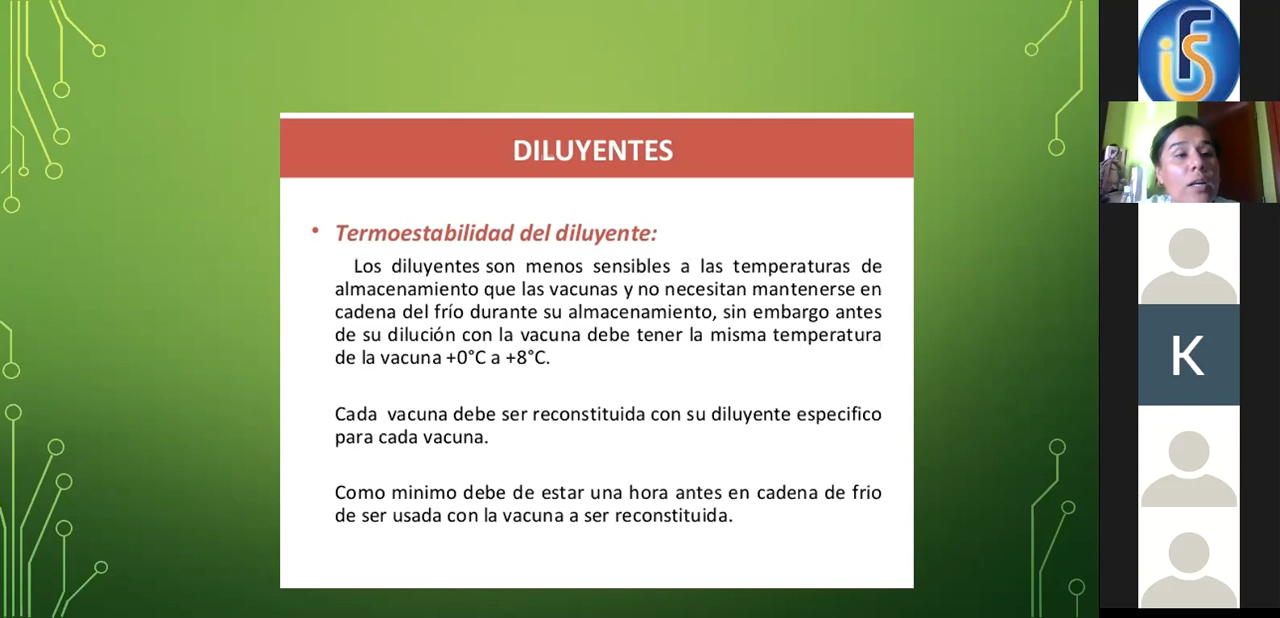 DILUYENTES
• Termoestabilidad del diluyente:
Los diluyentes son menos sensibles a las temperaturas de
almacenamiento que las vacunas y no necesitan mantenerse en
cadena del frío durante su almacenamiento, sin embargo antes
de su dilución con la vacuna debe tener la misma temperatura
de la vacuna +0°C a +8°C.
Cada vacuna debe ser reconstituida con su diluyente especifico
para cada vacuna.
Como minimo debe de estar una hora antes en cadena de frio
de ser usada con la vacuna a ser reconstituida.
iFS
K